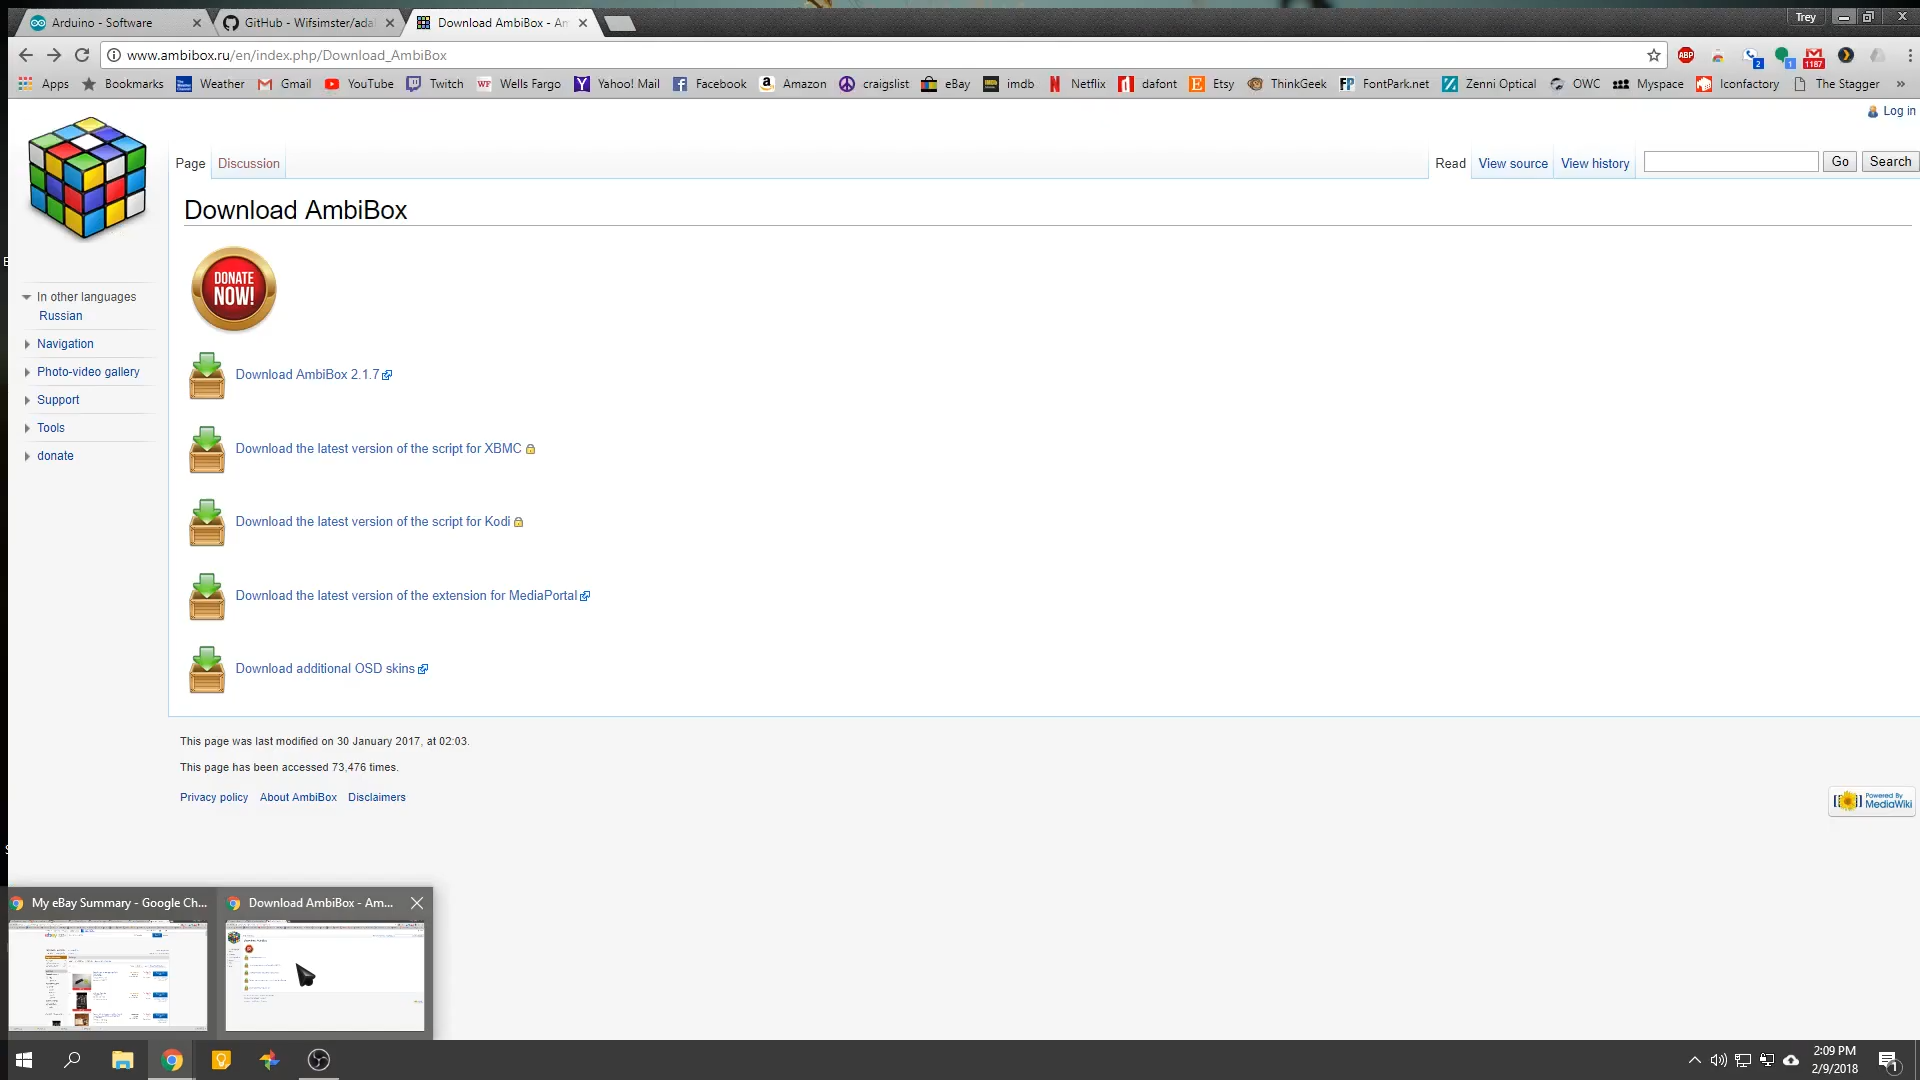 Arduino - Software
GitHub - Wifsimster/ada
Download AmbiBox - Am
Trey
www.ambibox.ru/en/index.php/Download_AmbiBox
ABP
2
1
1187
Apps
Bookmarks
Weather
Gmail
YouTube
Twitch
WF
Wells Fargo
Yahoo! Mail
Facebook
Amazon
craigslist
eBay
imdb
Netflix
dafont
Etsy
ThinkGeek
FontPark.net
Zenni Optical
OWC
Myspace
Iconfactory
The Stagger
»
Log in
Page
Discussion
Read
View source
View history
Go
Search
Download AmbiBox
DONATE
NOW!
In other languages
Russian
Navigation
Photo-video gallery
Support
Tools
donate
Download AmbiBox 2.1.7
Download the latest version of the script for XBMC
Download the latest version of the script for Kodi
Download the latest version of the extension for MediaPortal
Download additional OSD skins
This page was last modified on 30 January 2017, at 02:03.
This page has been accessed 73,476 times.
Privacy policy
About AmbiBox
Disclaimers
Powered By
MediaWiki
My eBay Summary - Google Ch...
Download AmbiBox - Am...
2:09 PM
2/9/2018
1